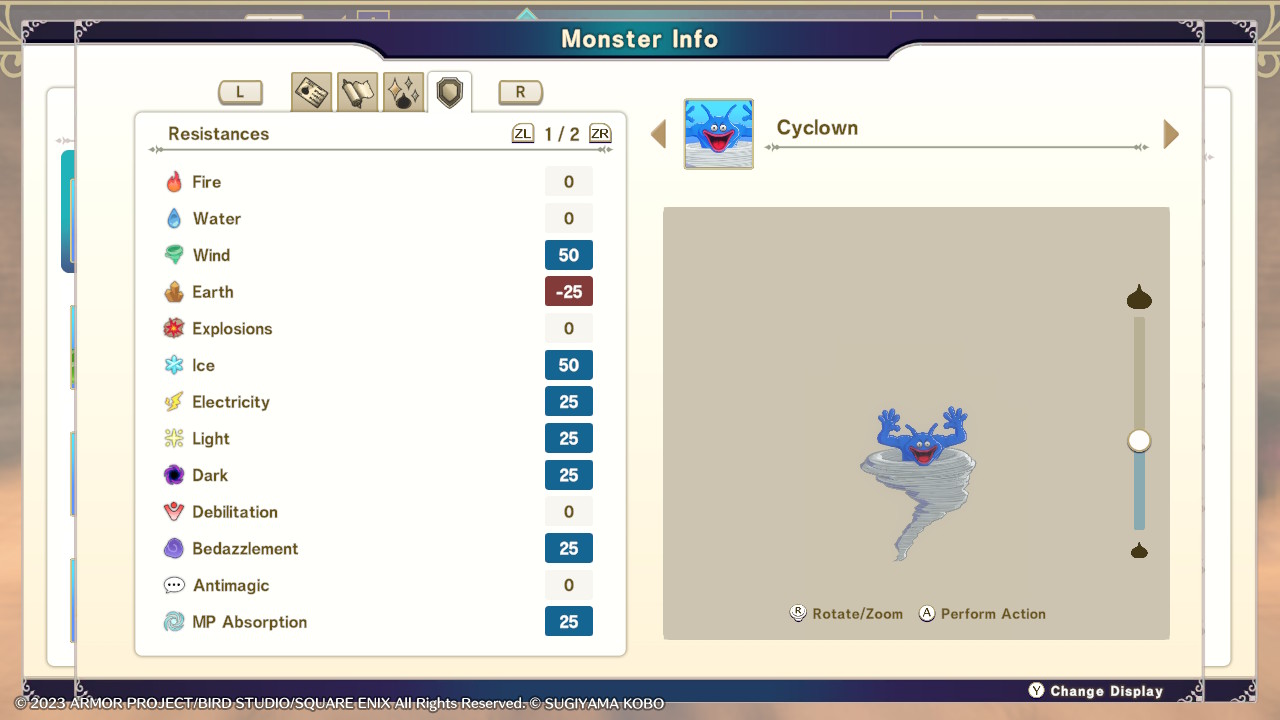 Monster Info
L
R
Resistances
ZL 1 / 2 ZR
Cyclown
Fire 0
Water 0
Wind 50
Earth -25
Explosions 0
Ice 50
Electricity 25
Light 25
Dark 25
Debilitation 0
Bedazzlement 25
Antimagic 0
MP Absorption 25
R Rotate/Zoom A Perform Action
Y Change Display
© 2023 ARMOR PROJECT/BIRD STUDIO/SQUARE ENIX All Rights Reserved. © SUGIYAMA KOBO